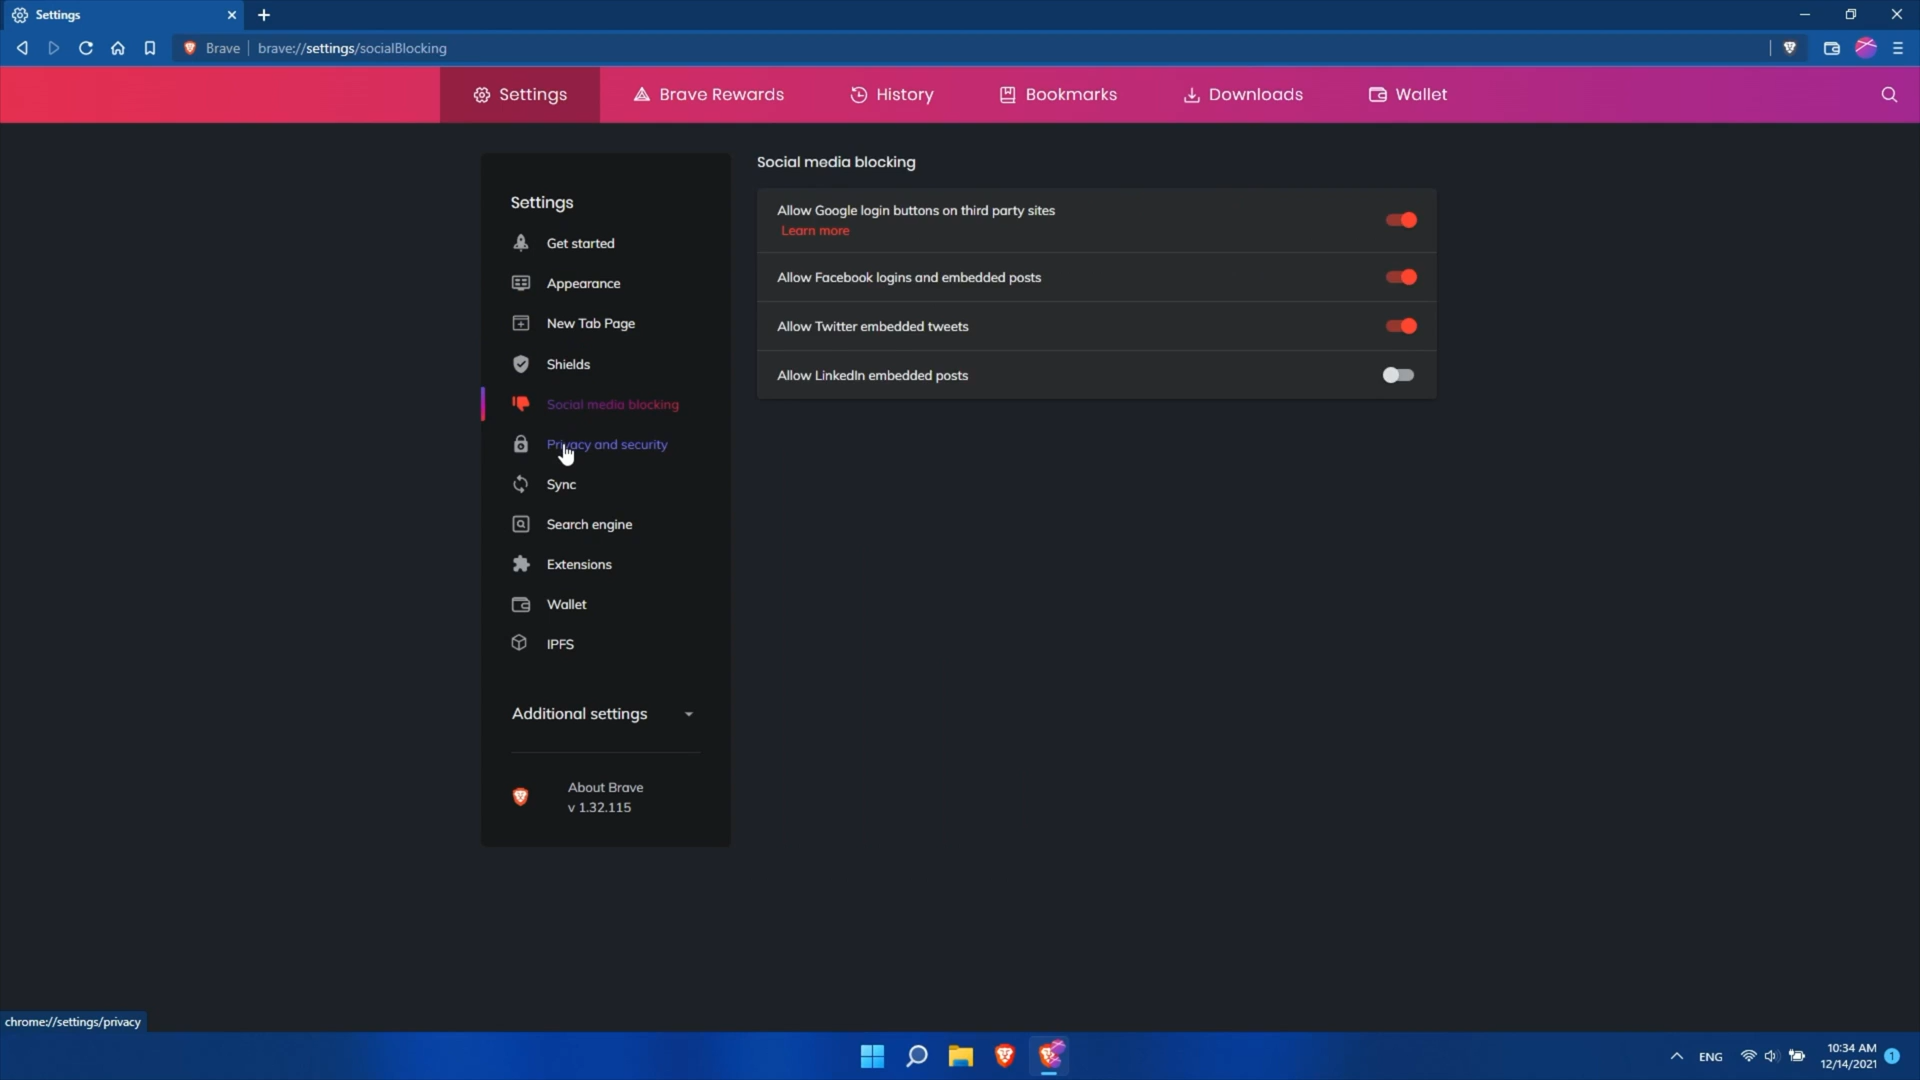 Settings
Brave
brave://settings/socialBlocking
Settings
Brave Rewards
History
Bookmarks
Downloads
Wallet
Settings
Get started
Appearance
New Tab Page
Shields
Social media blocking
Privacy and security
Sync
Search engine
Extensions
Wallet
IPFS
Additional settings
About Brave
v 1.32.115
Social media blocking
Allow Google login buttons on third party sites
Learn more
Allow Facebook logins and embedded posts
Allow Twitter embedded tweets
Allow LinkedIn embedded posts
chrome://settings/privacy
ENG
10:34 AM
12/14/2021
1